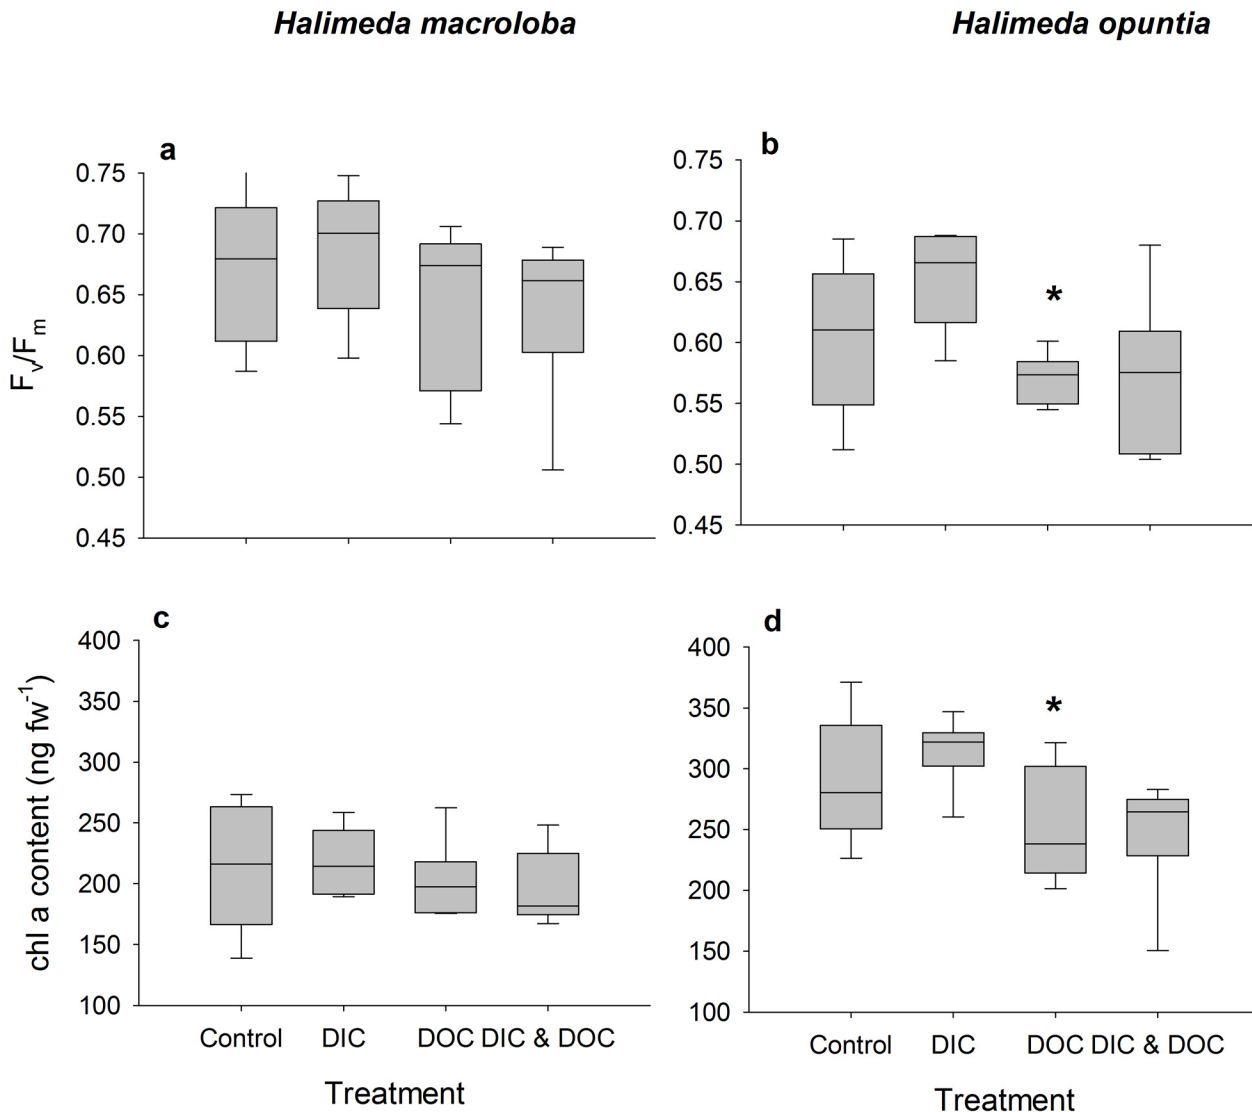 Halimeda macroloba
Halimeda opuntia
a
0.75
0.70
0.65
0.60
0.55
0.50
0.45
Fv/Fm
b
0.75
0.70
0.65
0.60
0.55
0.50
0.45
*
c
400
350
300
250
200
150
100
chl a content (ng fw-1)
Control DIC DOC DIC & DOC
Treatment
d
400
350
300
250
200
150
100
*
Control DIC DOC DIC & DOC
Treatment